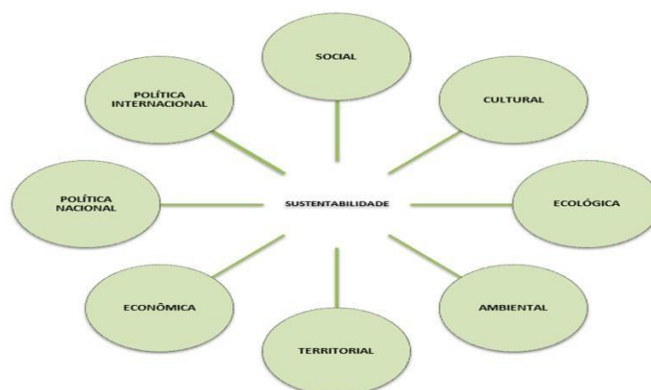 SOCIAL
POLÍTICA
INTERNACIONAL
CULTURAL
POLÍTICA
NACIONAL
SUSTENTABILIDADE
ECOLÓGICA
ECONÔMICA
AMBIENTAL
TERRITORIAL